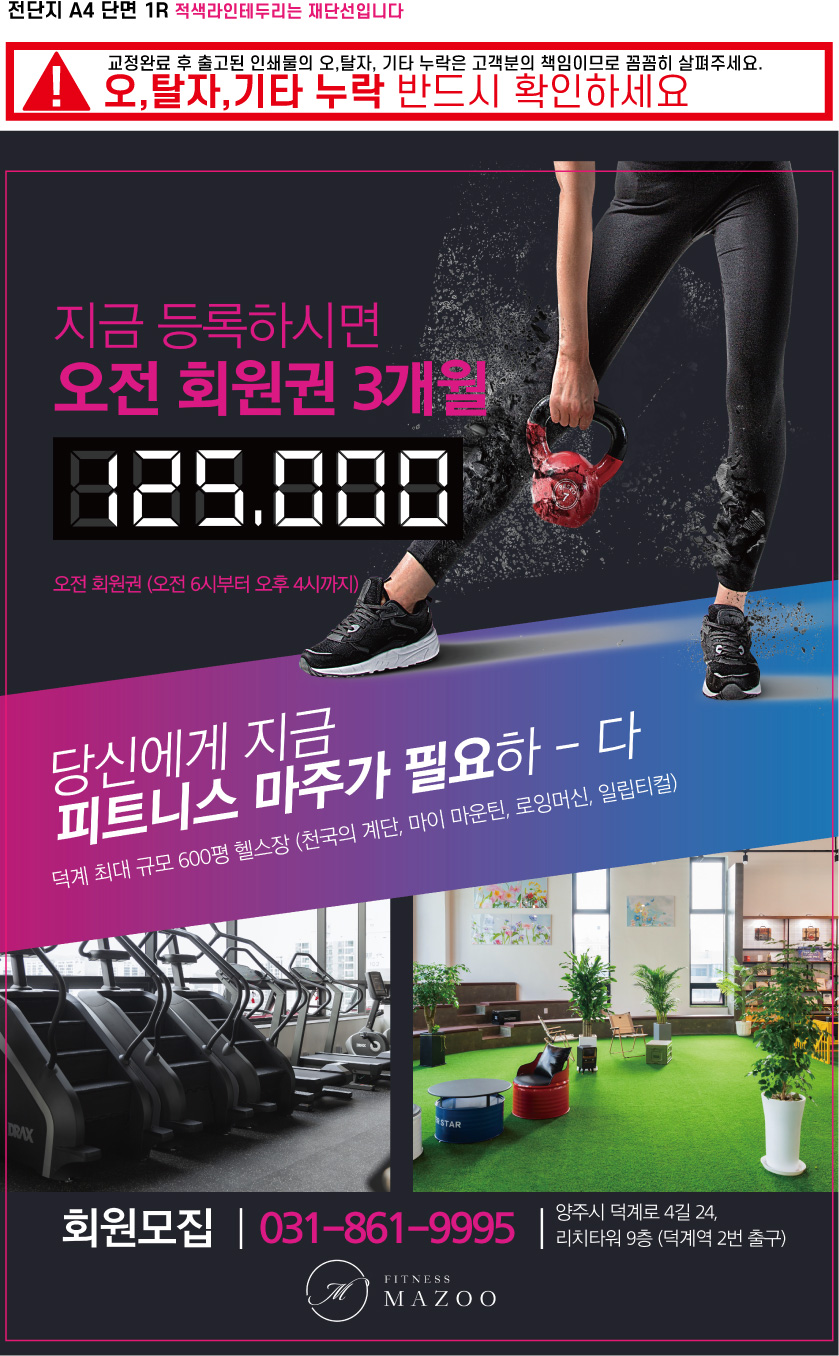 전단지 A4 단면 1R 적색라인테두리는 재단선입니다
교정완료 후 출고된 인쇄물의 오,탈자, 기타 누락은 고객분의 책임이므로 꼼꼼히 살펴주세요.
오,탈자,기타 누락 반드시 확인하세요
지금 등록하시면
오전 회원권 3개월
125.000
오전 회원권 (오전 6시부터 오후 4시까지)
당신에게 지금
피트니스 마주가 필요하 – 다
덕계 최대 규모 600평 헬스장 (천국의 계단, 마이 마운틴, 로잉머신, 일립티컬)
DRAX
STAR
회원모집 | 031-861-9995 | 양주시 덕계로 4길 24,
리치타워 9층 (덕계역 2번 출구)
M
FITNESS
MAZOO